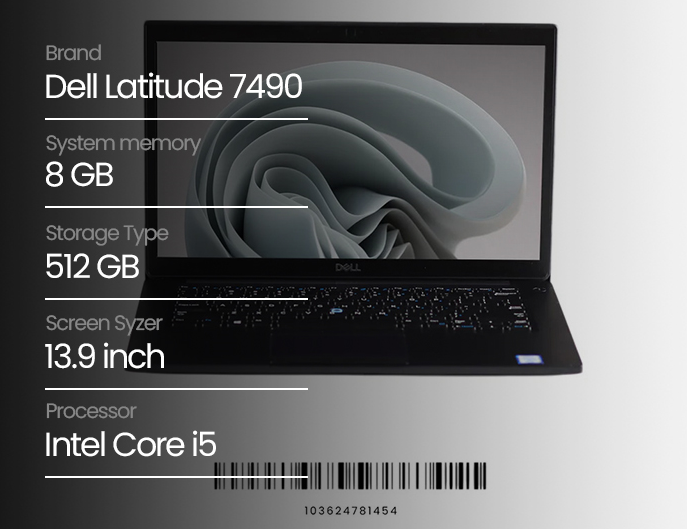 Brand
Dell Latitude 7490
System memory
8 GB
Storage Type
512 GB
DELL
Screen Syzer
13.9 inch
Processor
Intel Core i5
103624781454